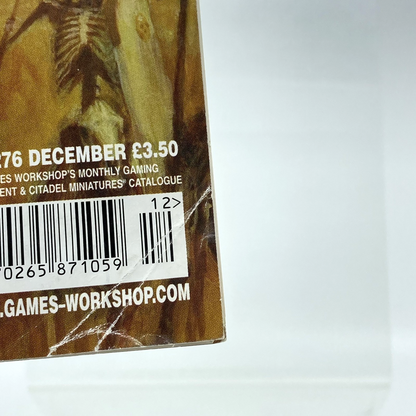 276 DECEMBER £3.50
ES WORKSHOP'S MONTHLY GAMING
ENT & CITADEL MINIATURES® CATALOGUE
12>
70265 871059
.GAMES-WORKSHOP.COM